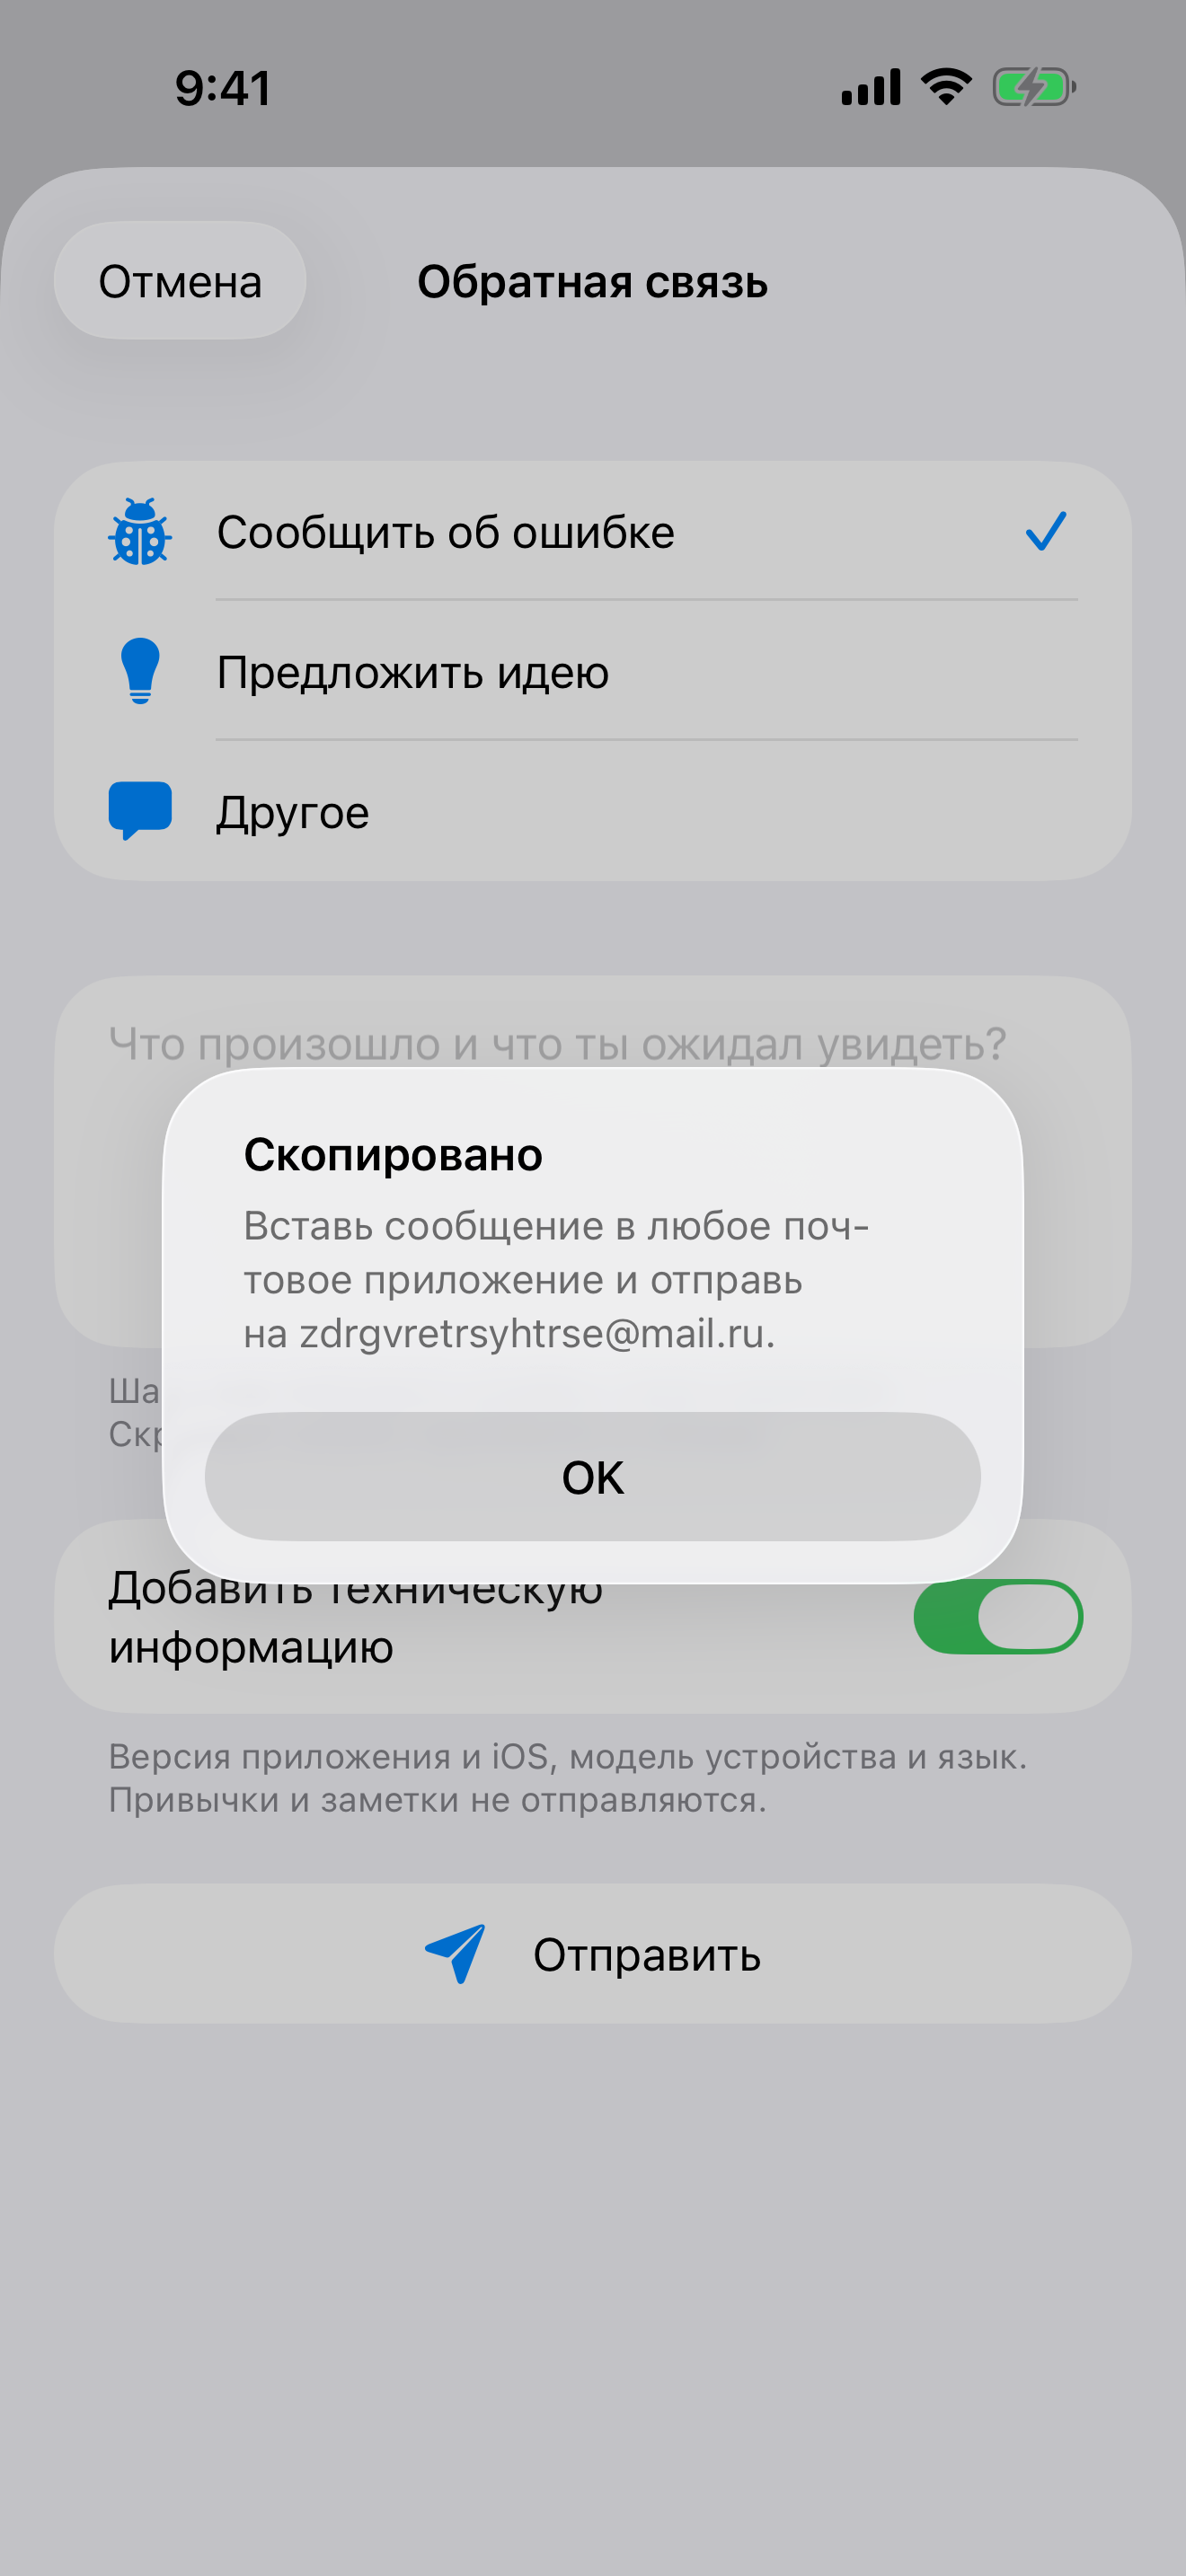 9:41
Отмена
Обратная связь
Сообщить об ошибке
Предложить идею
Другое
Что произошло и что ты ожидал увидеть?
Скопировано
Вставь сообщение в любое поч-
товое приложение и отправь
на zdrgvretrsyhtrse@mail.ru.
OK
Добавить техническую
информацию
Версия приложения и iOS, модель устройства и язык.
Привычки и заметки не отправляются.
Отправить